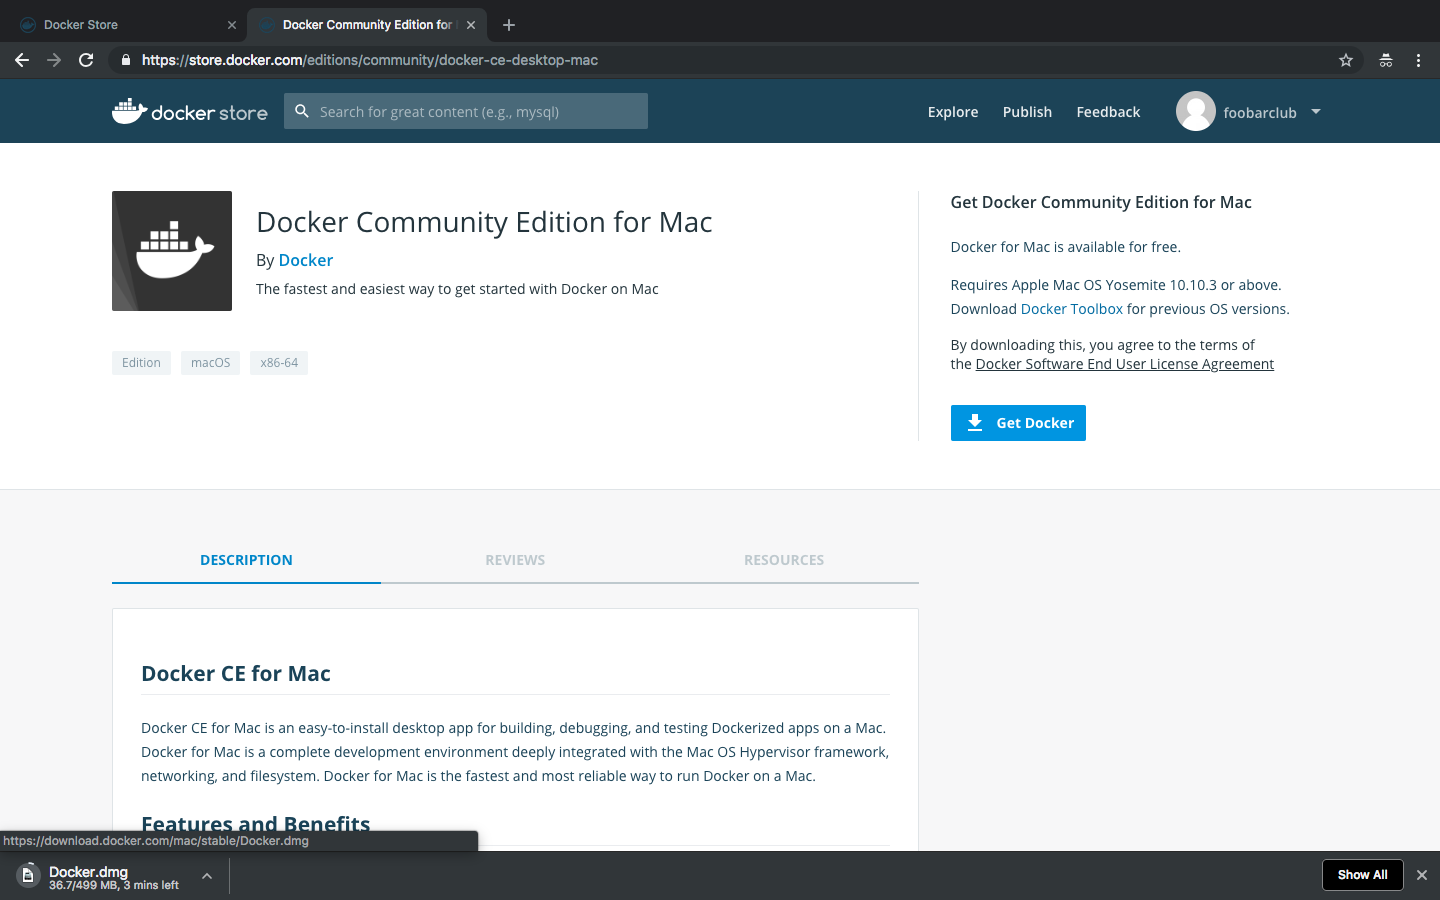 Docker Store
Docker Community Edition for
https://store.docker.com/editions/community/docker-ce-desktop-mac
docker store
Search for great content (e.g., mysql)
Explore
Publish
Feedback
foobarclub
Docker Community Edition for Mac
By Docker
The fastest and easiest way to get started with Docker on Mac
Edition
macOS
x86-64
Get Docker Community Edition for Mac
Docker for Mac is available for free.
Requires Apple Mac OS Yosemite 10.10.3 or above.
Download Docker Toolbox for previous OS versions.
By downloading this, you agree to the terms of
the Docker Software End User License Agreement
Get Docker
DESCRIPTION
REVIEWS
RESOURCES
Docker CE for Mac
Docker CE for Mac is an easy-to-install desktop app for building, debugging, and testing Dockerized apps on a Mac.
Docker for Mac is a complete development environment deeply integrated with the Mac OS Hypervisor framework,
networking, and filesystem. Docker for Mac is the fastest and most reliable way to run Docker on a Mac.
Features and Benefits
https://download.docker.com/mac/stable/Docker.dmg
Docker.dmg
36.7/499 MB, 3 mins left
Show All